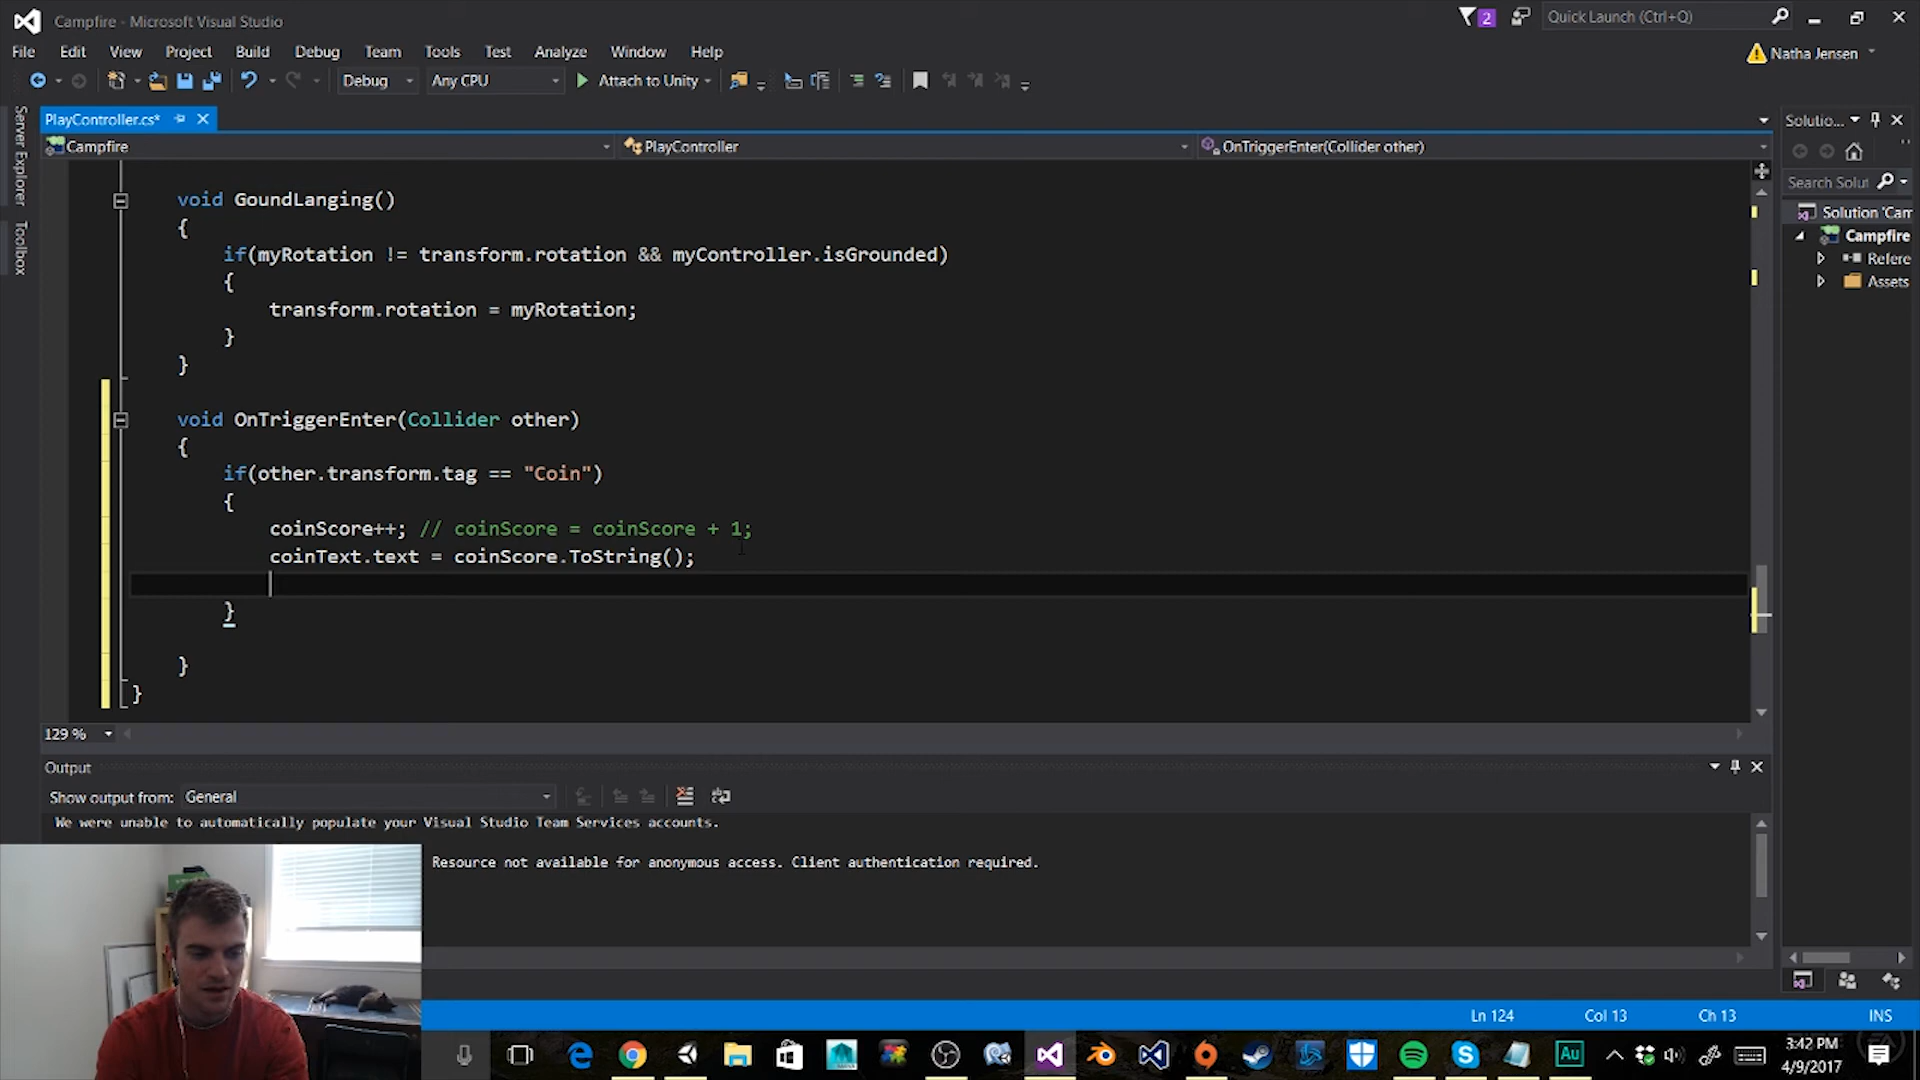 Campfire - Microsoft Visual Studio
2
Quick Launch (Ctrl+Q)
File Edit View Project Build Debug Team Tools Test Analyze Window Help
Natha Jensen
Debug Any CPU Attach to Unity
Server Explorer
Toolbox
PlayController.cs*
Solutio...
Campfire PlayController OnTriggerEnter(Collider other)
Search Solut
Solution 'Cam
Campfire
Refere
Assets
void GoundLanging()
{
if(myRotation != transform.rotation && myController.isGrounded)
{
transform.rotation = myRotation;
}
}
void OnTriggerEnter(Collider other)
{
if(other.transform.tag == "Coin")
{
coinScore++; // coinScore = coinScore + 1;
coinText.text = coinScore.ToString();
}
}
}
129 %
Output
Show output from: General
We were unable to automatically populate your Visual Studio Team Services accounts.
Resource not available for anonymous access. Client authentication required.
Ln 124 Col 13 Ch 13 INS
Au
3:42 PM
4/9/2017